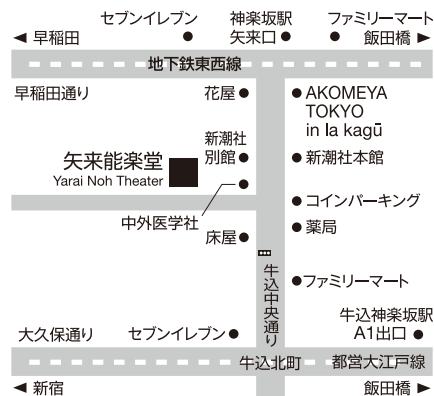 セブンイレブン
神楽坂駅
矢来口
ファミリーマート
早稲田
飯田橋
地下鉄東西線
早稲田通り
花屋
AKOMEYA
TOKYO
in la kagū
新潮社
別館
新潮社本館
矢来能楽堂
Yarai Noh Theater
中外医学社
コインパーキング
薬局
床屋
牛込中央通り
ファミリーマート
大久保通り
セブンイレブン
牛込神楽坂駅
A1出口
牛込北町
都営大江戸線
新宿
飯田橋